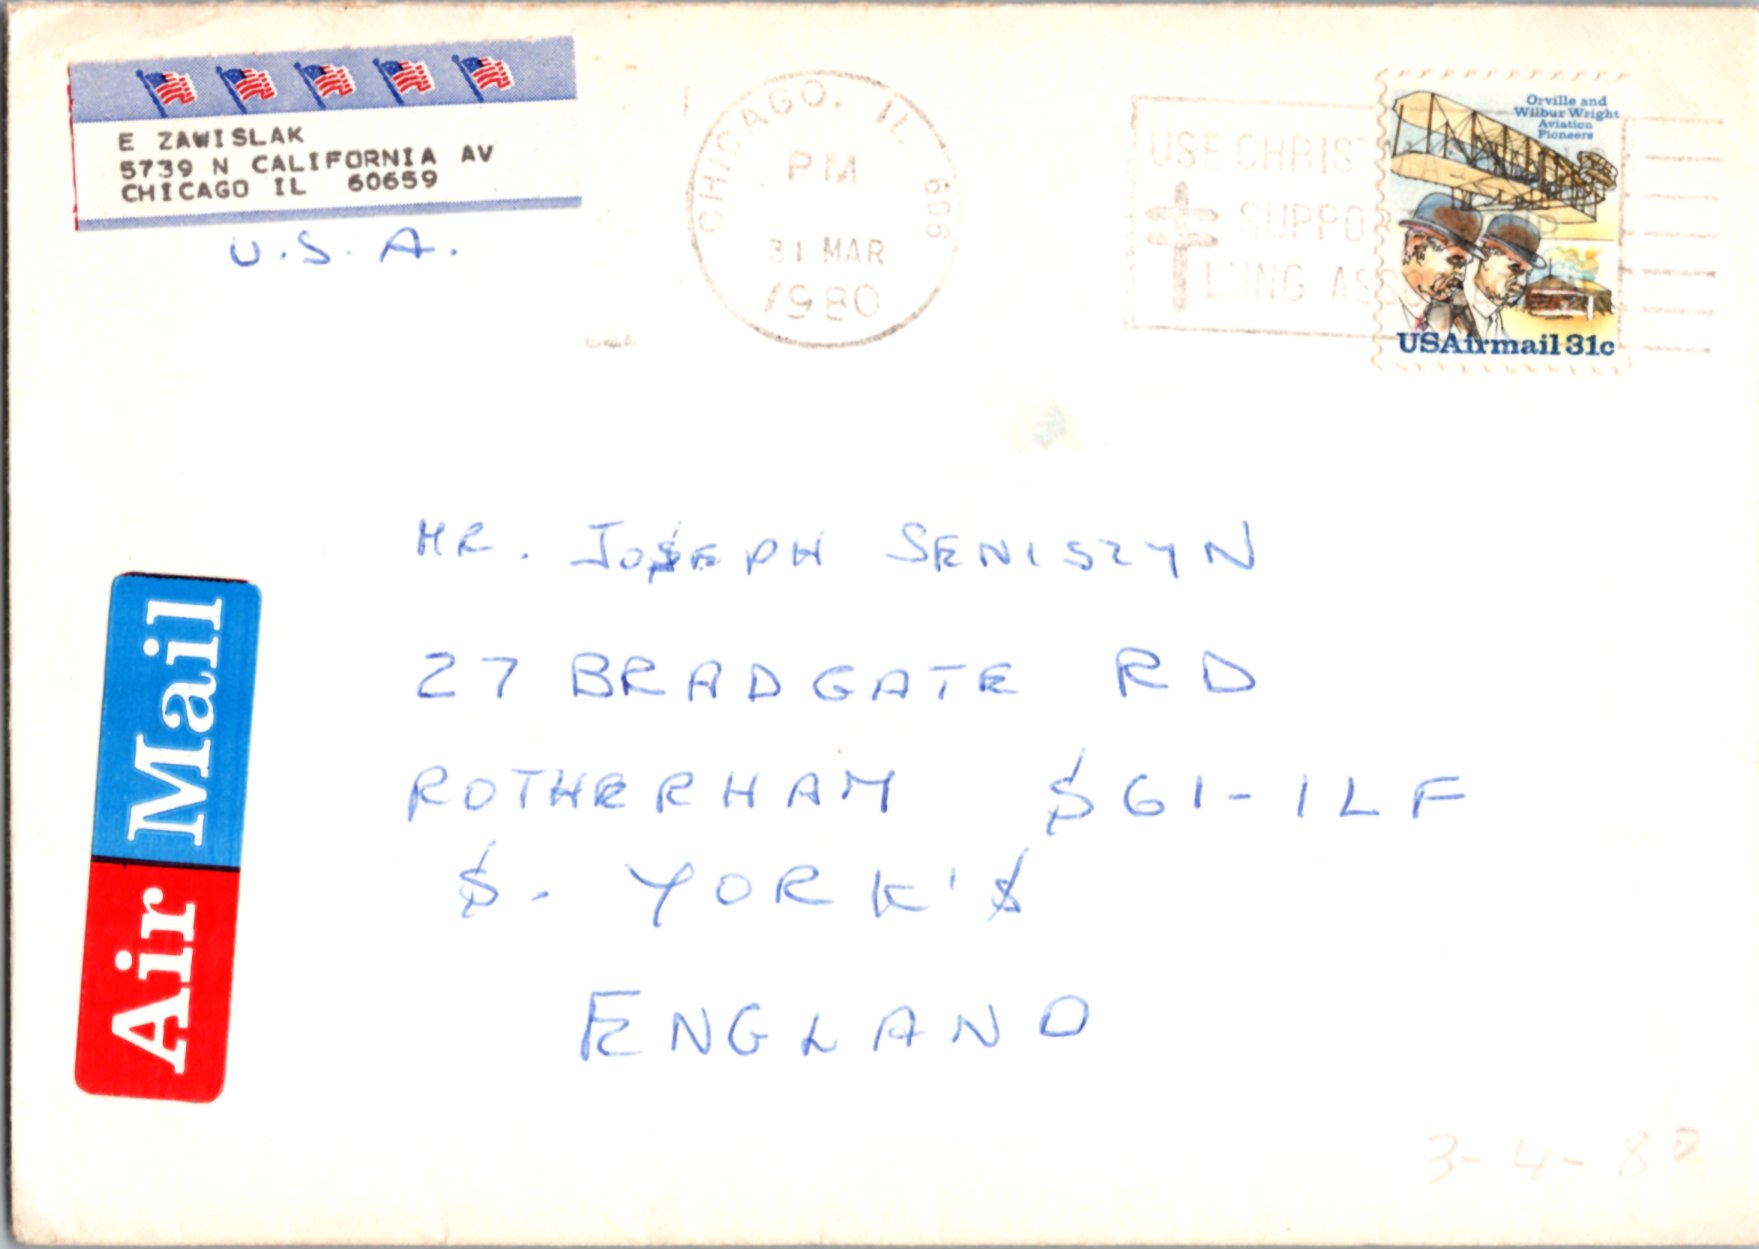 E ZAWISLAK
5739 N CALIFORNIA AV
CHICAGO IL 60659
U.S.A.
CHICAGO, IL 606
PM
31 MAR
1980
USE CHRIS
SUPPO
LUNG ASS
Orville and
Wilbur Wright
Aviation
Pioneers
USAirmail 31c
MR. JOSEPH SENISZYN
27 BRADGATE RD
ROTHERHAM S61-1LF
S. YORK'S
ENGLAND
Air Mail
3-4-80